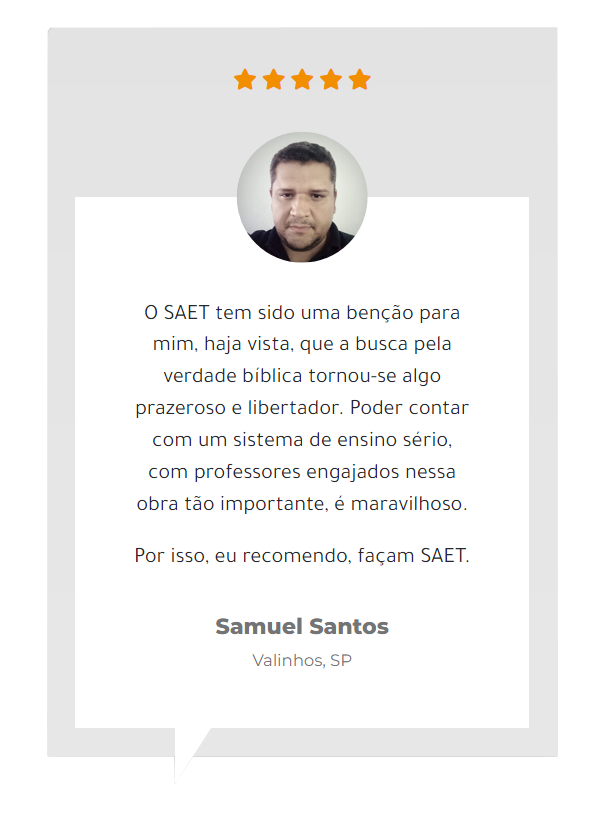 O SAET tem sido uma benção para
mim, haja vista, que a busca pela
verdade bíblica tornou-se algo
prazeroso e libertador. Poder contar
com um sistema de ensino sério,
com professores engajados nessa
obra tão importante, é maravilhoso.
Por isso, eu recomendo, façam SAET.
Samuel Santos
Valinhos, SP